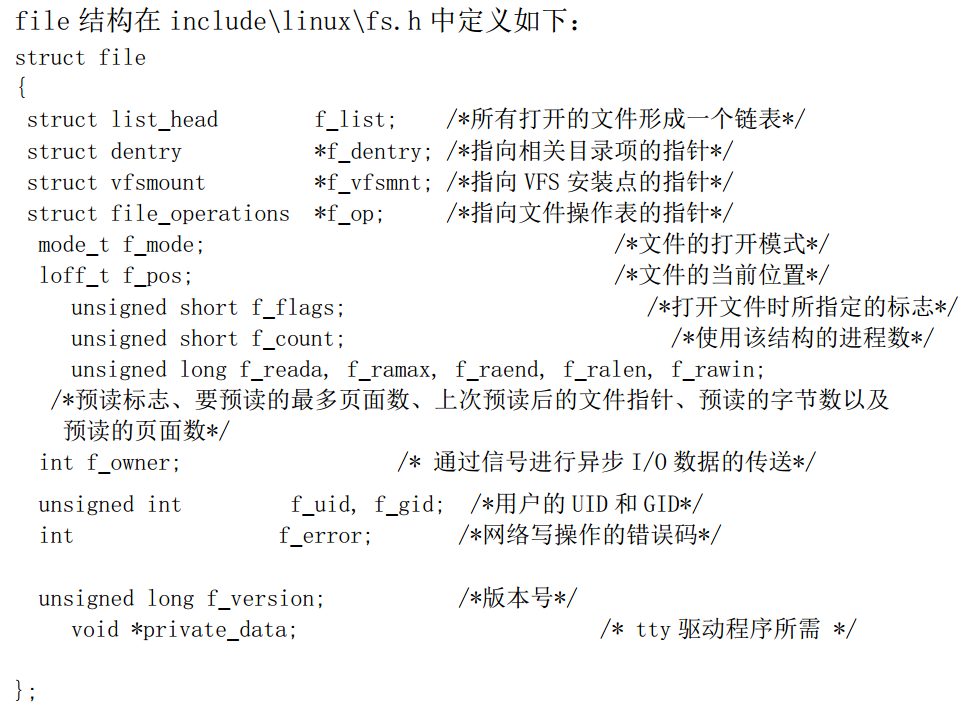 file 结构在 include\linux\fs.h 中定义如下：
struct file
{
struct list_head f_list; /*所有打开的文件形成一个链表*/
struct dentry *f_dentry; /*指向相关目录项的指针*/
struct vfsmount *f_vfsmnt; /*指向 VFS 安装点的指针*/
struct file_operations *f_op; /*指向文件操作表的指针*/
mode_t f_mode; /*文件的打开模式*/
loff_t f_pos; /*文件的当前位置*/
unsigned short f_flags; /*打开文件时所指定的标志*/
unsigned short f_count; /*使用该结构的进程数*/
unsigned long f_reada, f_ramax, f_raend, f_ralen, f_rawin;
/*预读标志、要预读的最多页面数、上次预读后的文件指针、预读的字节数以及
预读的页面数*/
int f_owner; /* 通过信号进行异步 I/O 数据的传送*/
unsigned int f_uid, f_gid; /*用户的 UID 和 GID*/
int f_error; /*网络写操作的错误码*/
unsigned long f_version; /*版本号*/
void *private_data; /* tty 驱动程序所需 */
};